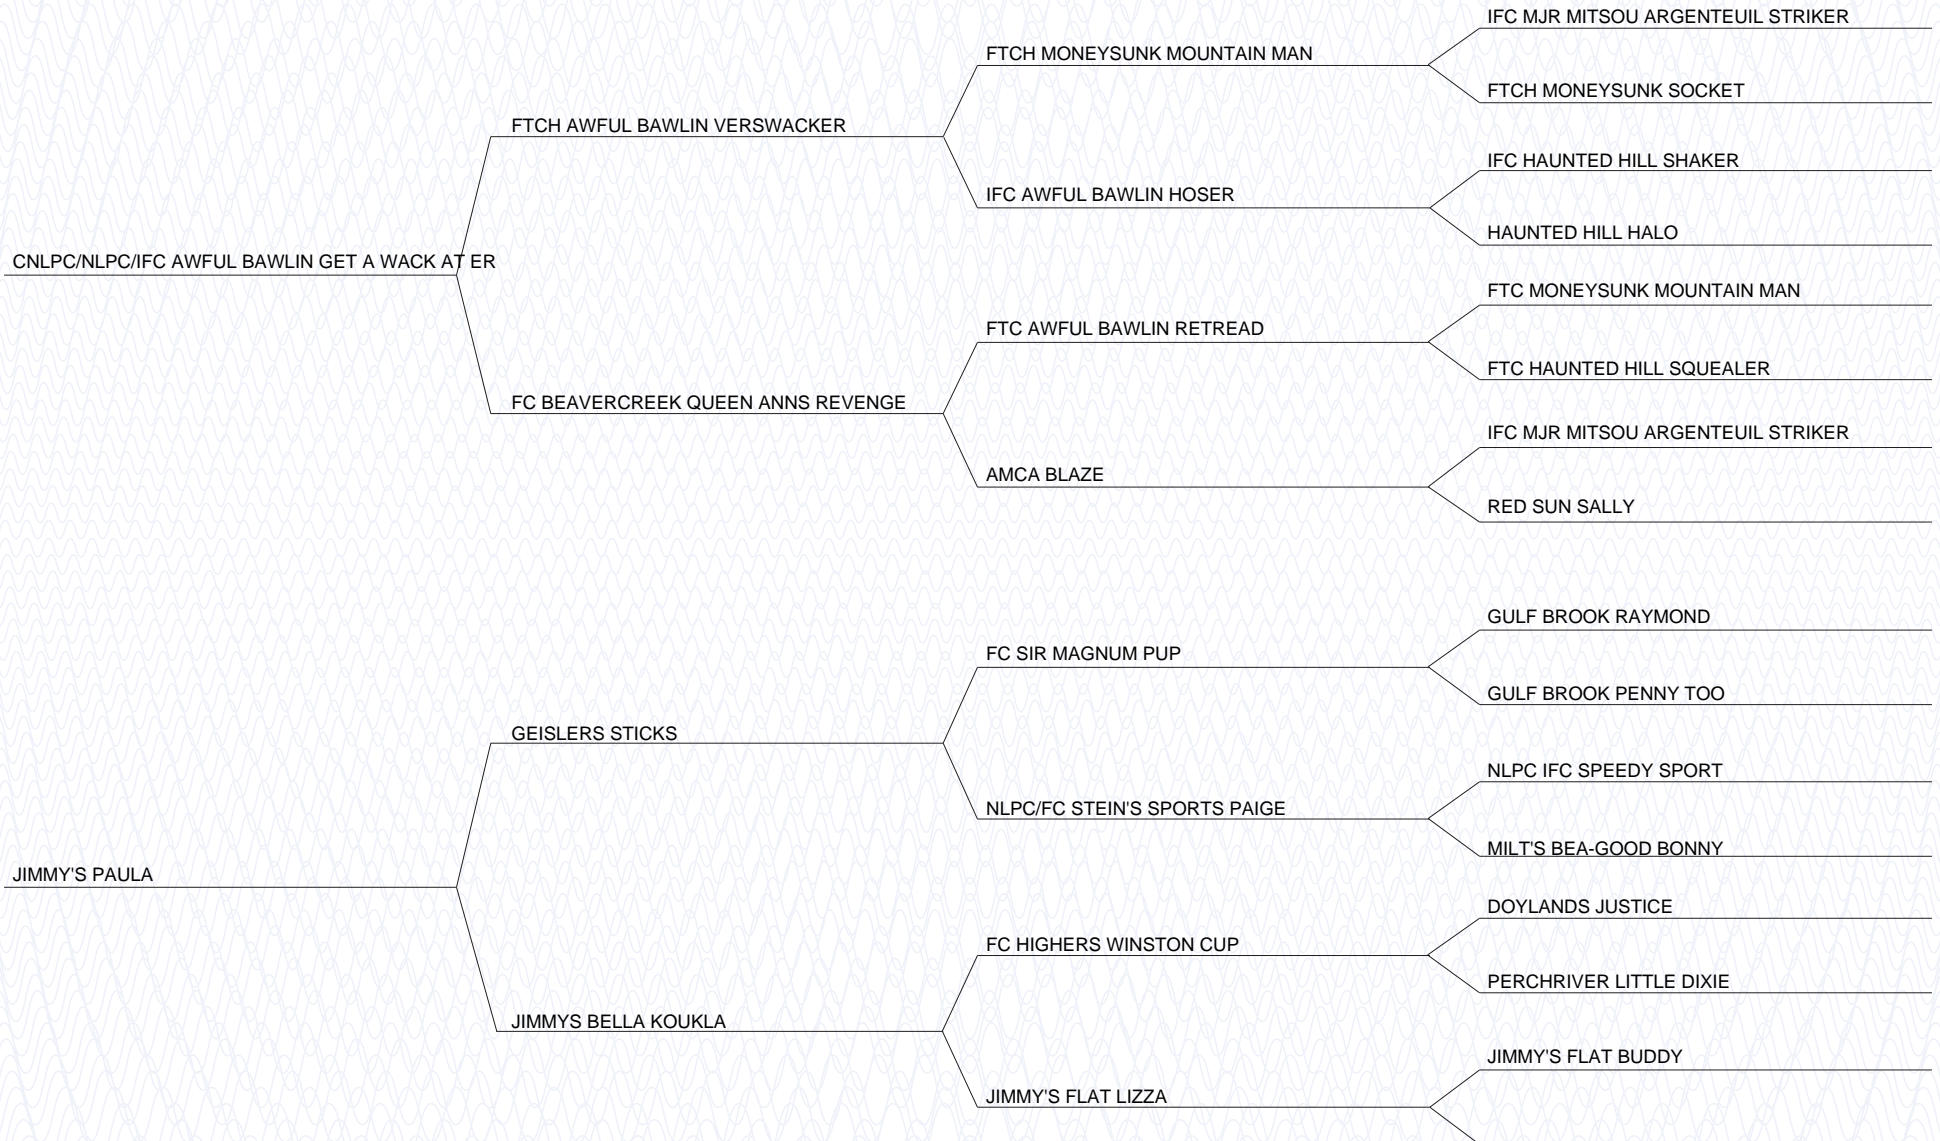 IFC MJR MITSOU ARGENTEUIL STRIKER
FTCH MONEYSUNK MOUNTAIN MAN
FTCH MONEYSUNK SOCKET
FTCH AWFUL BAWLIN VERSWACKER
IFC HAUNTED HILL SHAKER
IFC AWFUL BAWLIN HOSER
HAUNTED HILL HALO
CNLPC/NLPC/IFC AWFUL BAWLIN GET A WACK AT ER
FTC MONEYSUNK MOUNTAIN MAN
FTC AWFUL BAWLIN RETREAD
FTC HAUNTED HILL SQUEALER
FC BEAVERCREEK QUEEN ANNS REVENGE
IFC MJR MITSOU ARGENTEUIL STRIKER
AMCA BLAZE
RED SUN SALLY
GULF BROOK RAYMOND
FC SIR MAGNUM PUP
GULF BROOK PENNY TOO
GEISLERS STICKS
NLPC IFC SPEEDY SPORT
NLPC/FC STEIN'S SPORTS PAIGE
MILT'S BEA-GOOD BONNY
JIMMY'S PAULA
DOYLANDS JUSTICE
FC HIGHERS WINSTON CUP
PERCHRIVER LITTLE DIXIE
JIMMYS BELLA KOUKLA
JIMMY'S FLAT BUDDY
JIMMY'S FLAT LIZZA